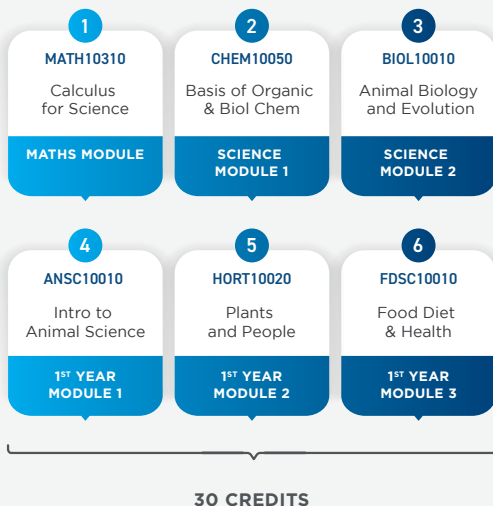 1
MATH10310
Calculus
for Science
MATHS MODULE
2
CHEM10050
Basis of Organic
& Biol Chem
SCIENCE
MODULE 1
3
BIOL10010
Animal Biology
and Evolution
SCIENCE
MODULE 2
4
ANSC10010
Intro to
Animal Science
1ST YEAR
MODULE 1
5
HORT10020
Plants
and People
1ST YEAR
MODULE 2
6
FDSC10010
Food Diet
& Health
1ST YEAR
MODULE 3
30 CREDITS